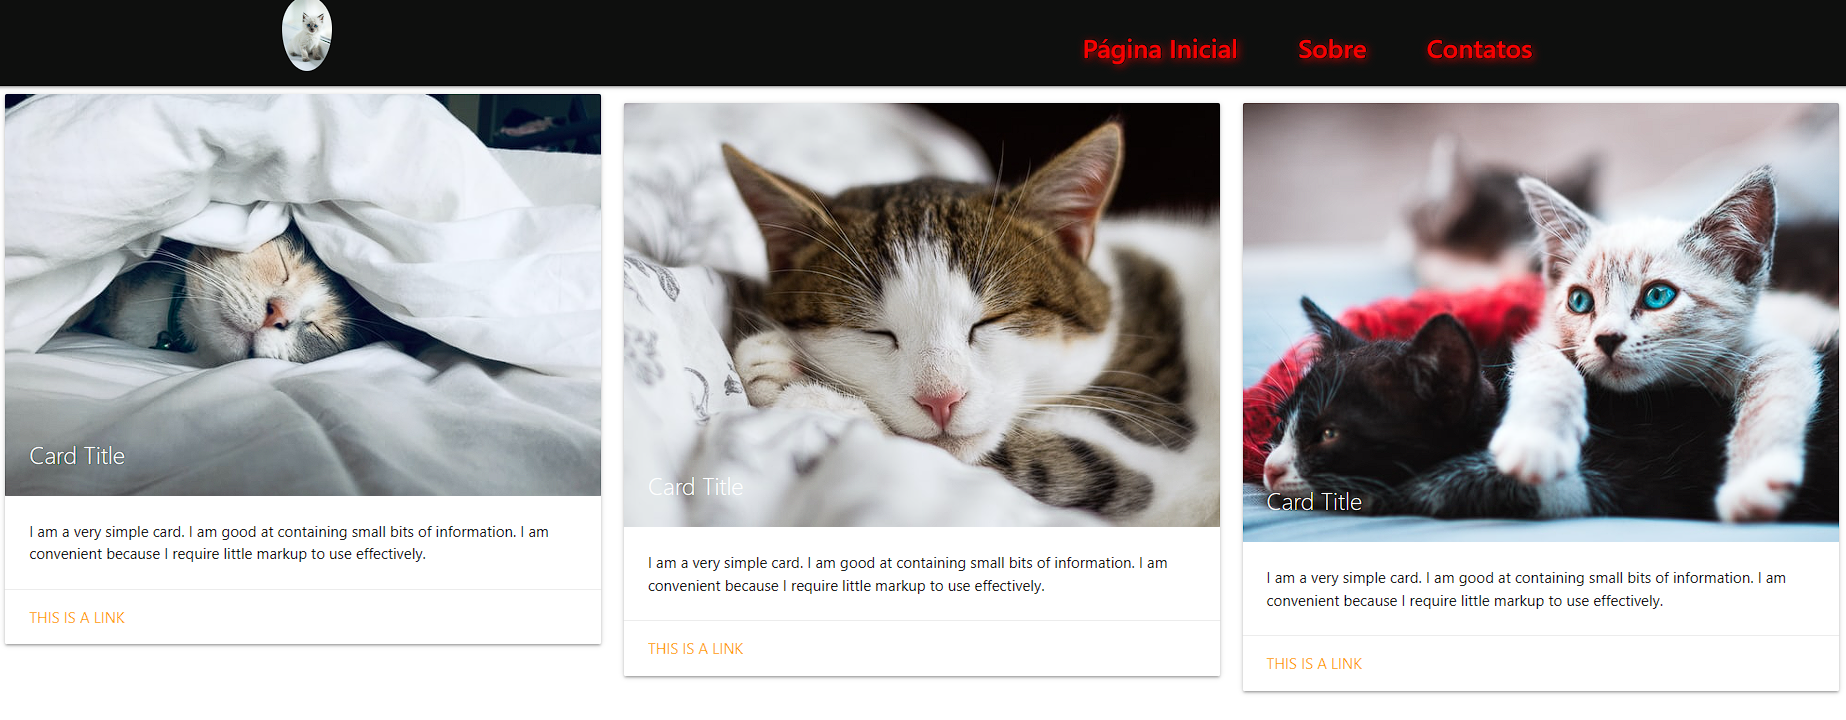 Página Inicial Sobre Contatos
Card Title
I am a very simple card. I am good at containing small bits of information. I am
convenient because I require little markup to use effectively.
THIS IS A LINK
Card Title
I am a very simple card. I am good at containing small bits of information. I am
convenient because I require little markup to use effectively.
THIS IS A LINK
Card Title
I am a very simple card. I am good at containing small bits of information. I am
convenient because I require little markup to use effectively.
THIS IS A LINK